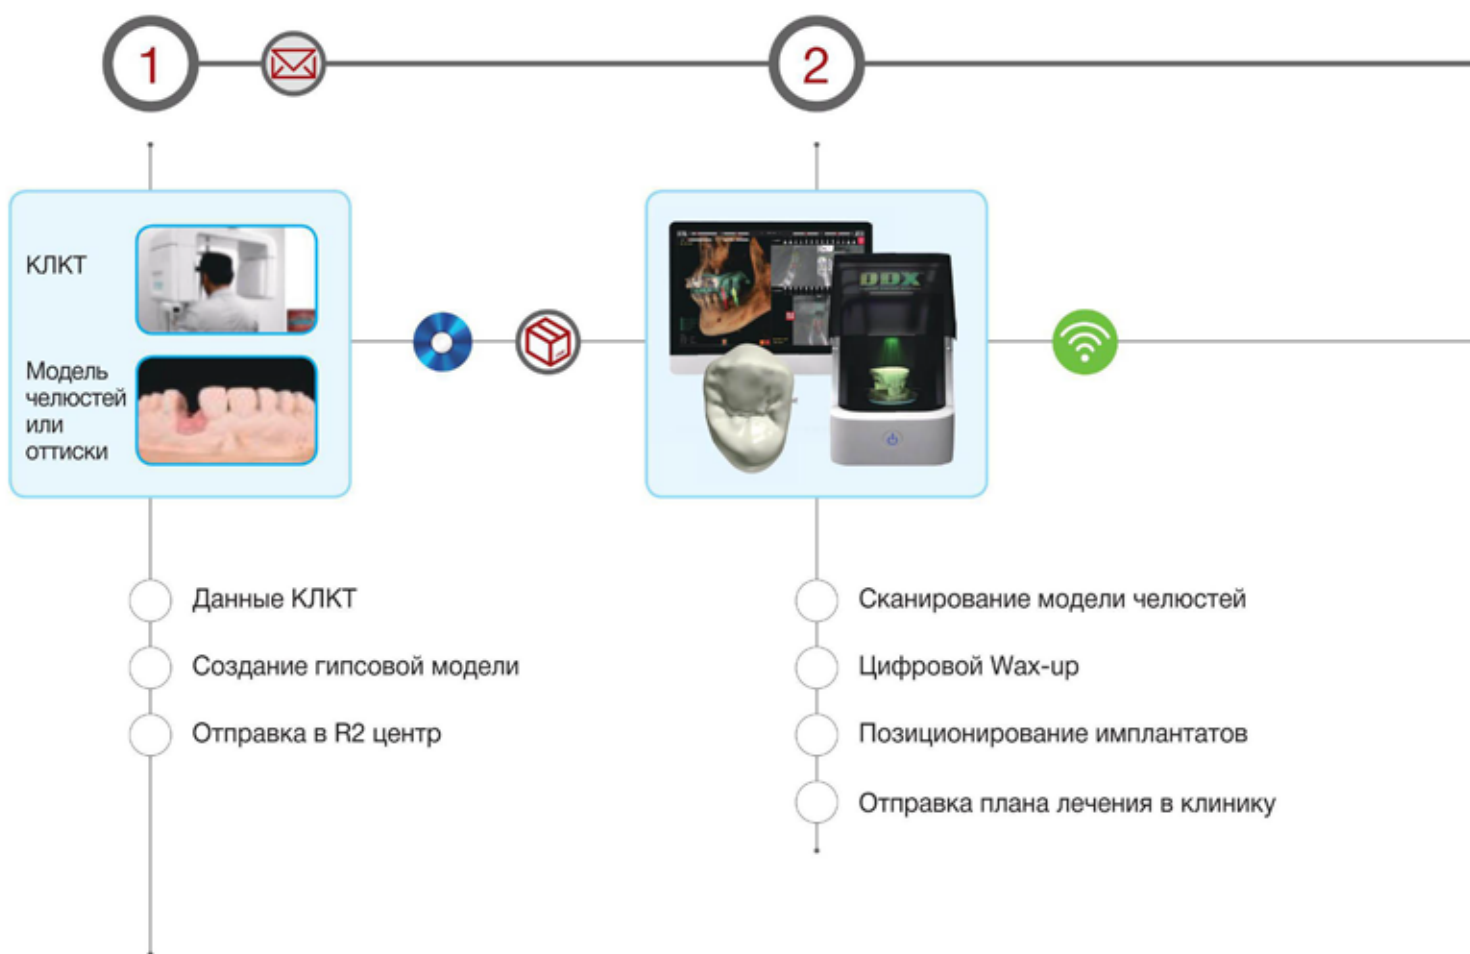 1
2
КЛКТ
Модель
челюстей
или
оттиски
DDX
Данные КЛКТ
Создание гипсовой модели
Отправка в R2 центр
Сканирование модели челюстей
Цифровой Wax-up
Позиционирование имплантатов
Отправка плана лечения в клинику